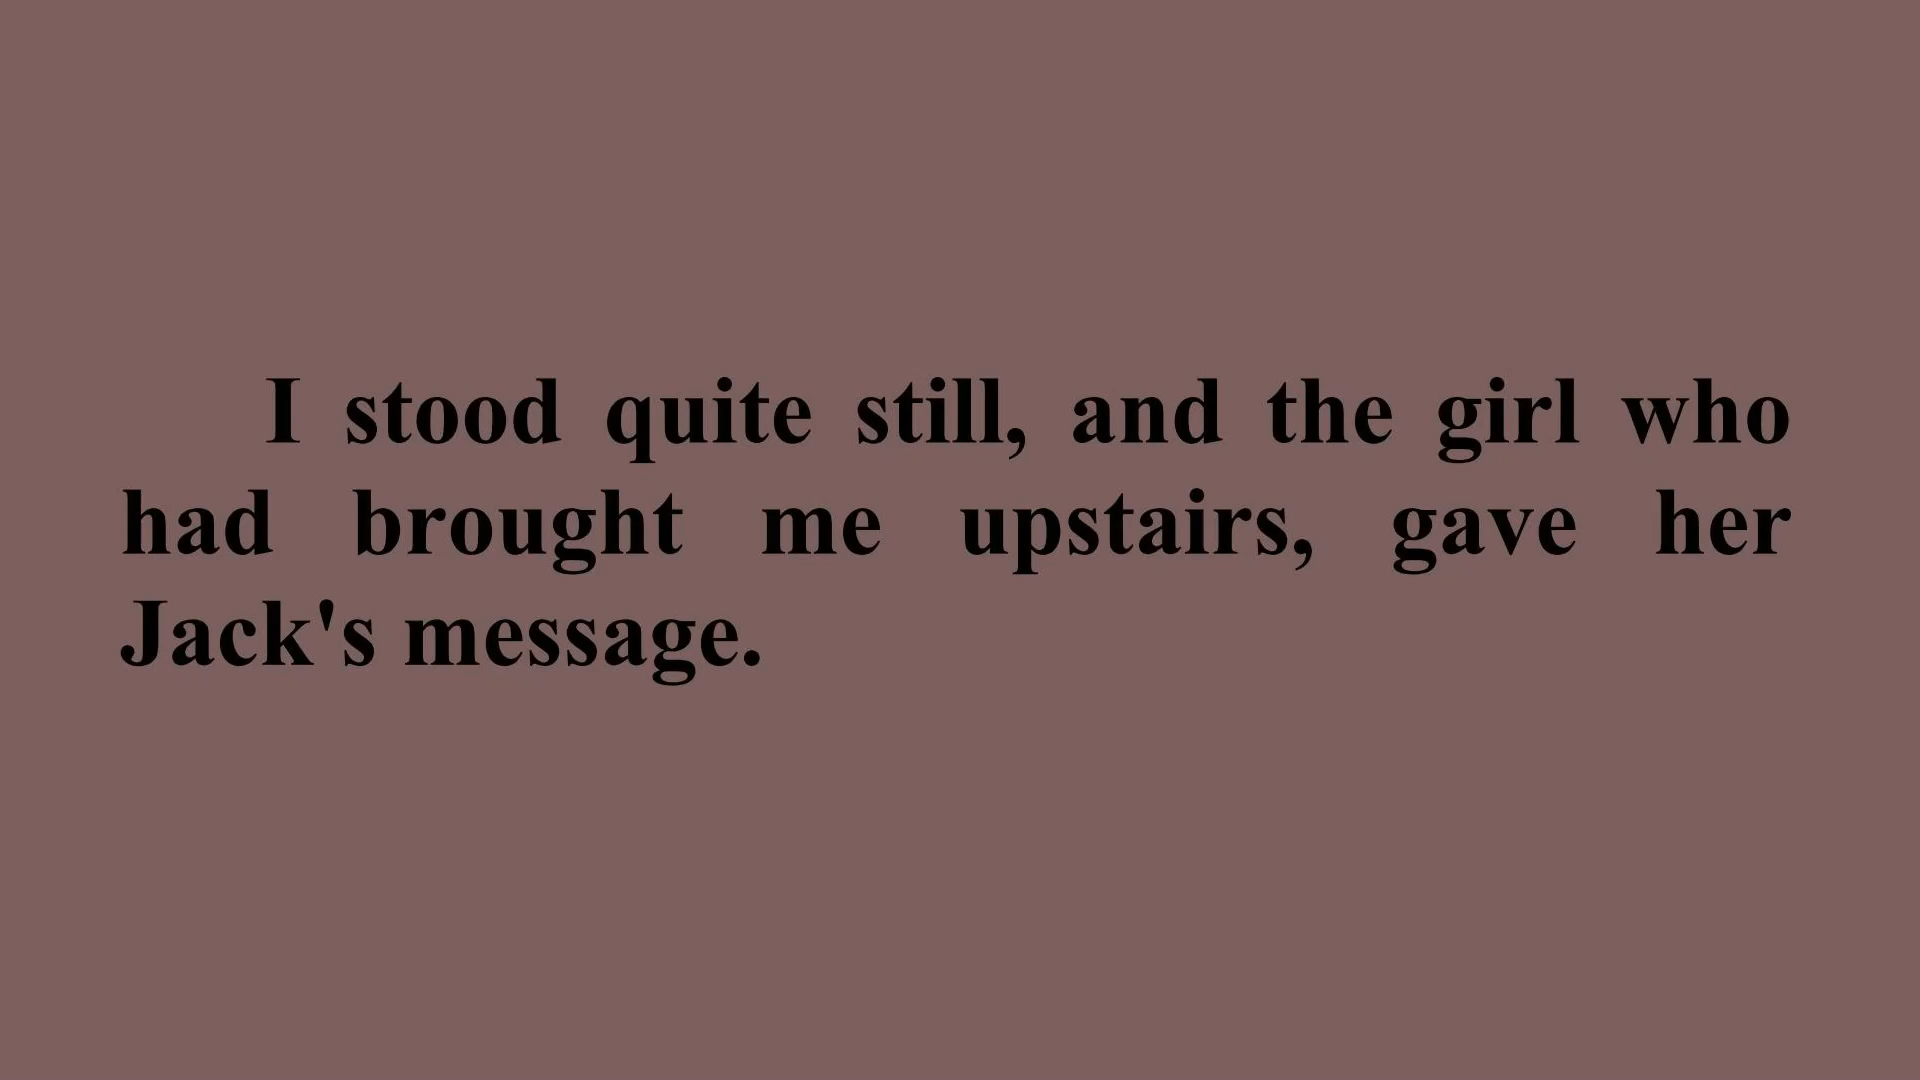 I stood quite still, and the girl who
had brought me upstairs, gave her
Jack's message.